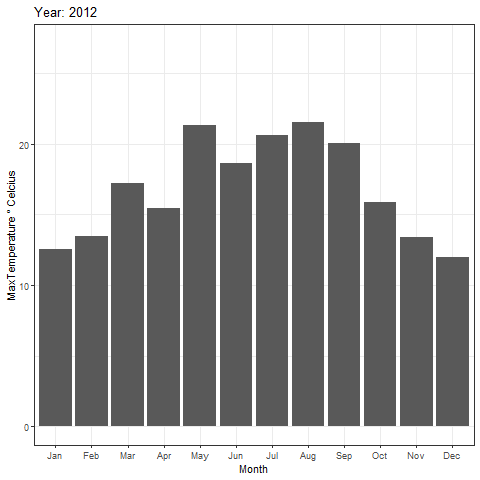 Year: 2012
20
10
0
MaxTemperature " Celcius
Jan Feb Mar Apr May Jun Jul Aug Sep Oct Nov Dec
Month